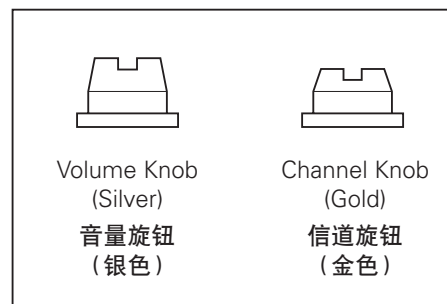 Volume Knob
(Silver)
音量旋钮
（银色）
Channel Knob
(Gold)
信道旋钮
（金色）